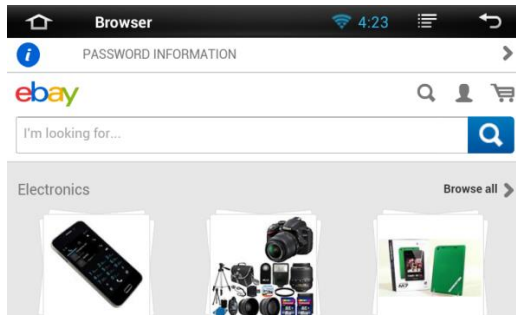 Browser 4:23
PASSWORD INFORMATION
ebay
I'm looking for...
Electronics Browse all